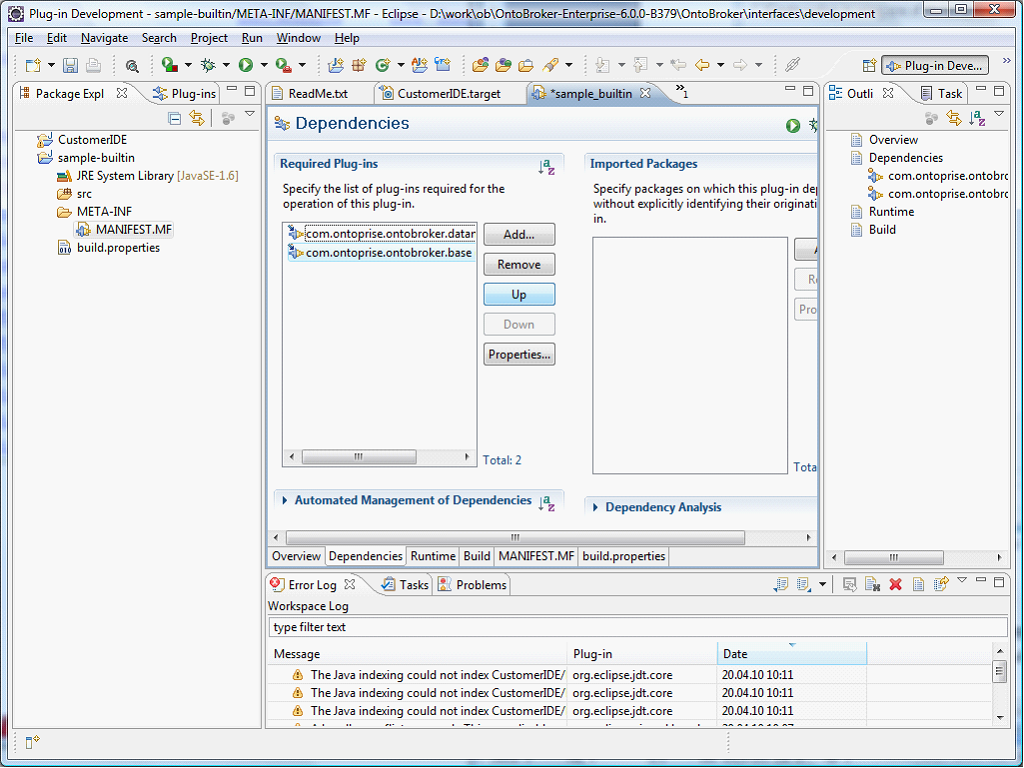 Plug-in Development - sample-builtin/META-INF/MANIFEST.MF - Eclipse - D:\work\ob\OntoBroker-Enterprise-6.0.0-B379\OntoBroker\interfaces\development
File Edit Navigate Search Project Run Window Help
Plug-in Deve...
Package Expl Plug-ins
CustomerIDE
sample-builtin
JRE System Library [JavaSE-1.6]
src
META-INF
MANIFEST.MF
build.properties
ReadMe.txt CustomerIDE.target *sample_builtin »1
Dependencies
Required Plug-ins
Specify the list of plug-ins required for the
operation of this plug-in.
com.ontoprise.ontobroker.datar
com.ontoprise.ontobroker.base
Add...
Remove
Up
Down
Properties...
Total: 2
Imported Packages
Specify packages on which this plug-in dep
without explicitly identifying their originati
in.
A
Re
Pro
Tota
Automated Management of Dependencies
Dependency Analysis
Overview Dependencies Runtime Build MANIFEST.MF build.properties
Outli Task
Overview
Dependencies
com.ontoprise.ontobro
com.ontoprise.ontobro
Runtime
Build
Error Log Tasks Problems
Workspace Log
type filter text
Message Plug-in Date
The Java indexing could not index CustomerIDE/ org.eclipse.jdt.core 20.04.10 10:11
The Java indexing could not index CustomerIDE/ org.eclipse.jdt.core 20.04.10 10:11
The Java indexing could not index CustomerIDE/ org.eclipse.jdt.core 20.04.10 10:11